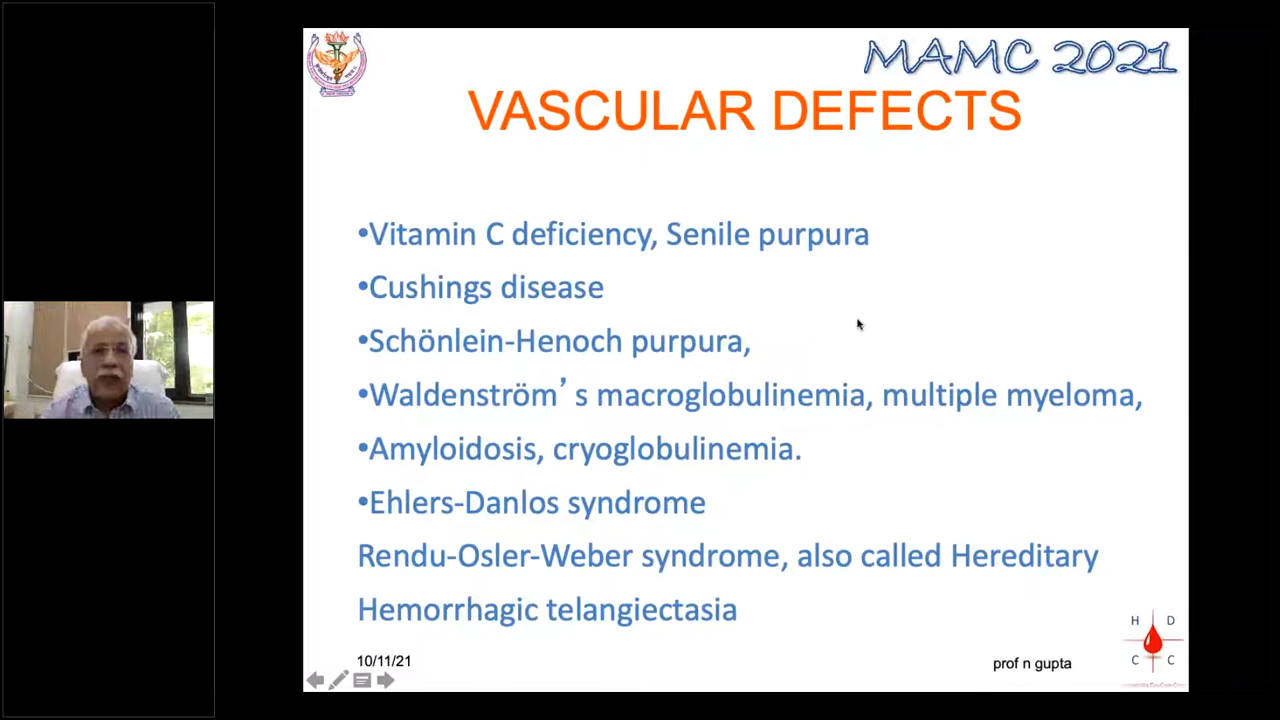 MAMC 2021
VASCULAR DEFECTS
•Vitamin C deficiency, Senile purpura
•Cushings disease
•Schönlein-Henoch purpura,
•Waldenström’ s macroglobulinemia, multiple myeloma,
•Amyloidosis, cryoglobulinemia.
•Ehlers-Danlos syndrome
Rendu-Osler-Weber syndrome, also called Hereditary
Hemorrhagic telangiectasia
10/11/21
prof n gupta
H D
C C